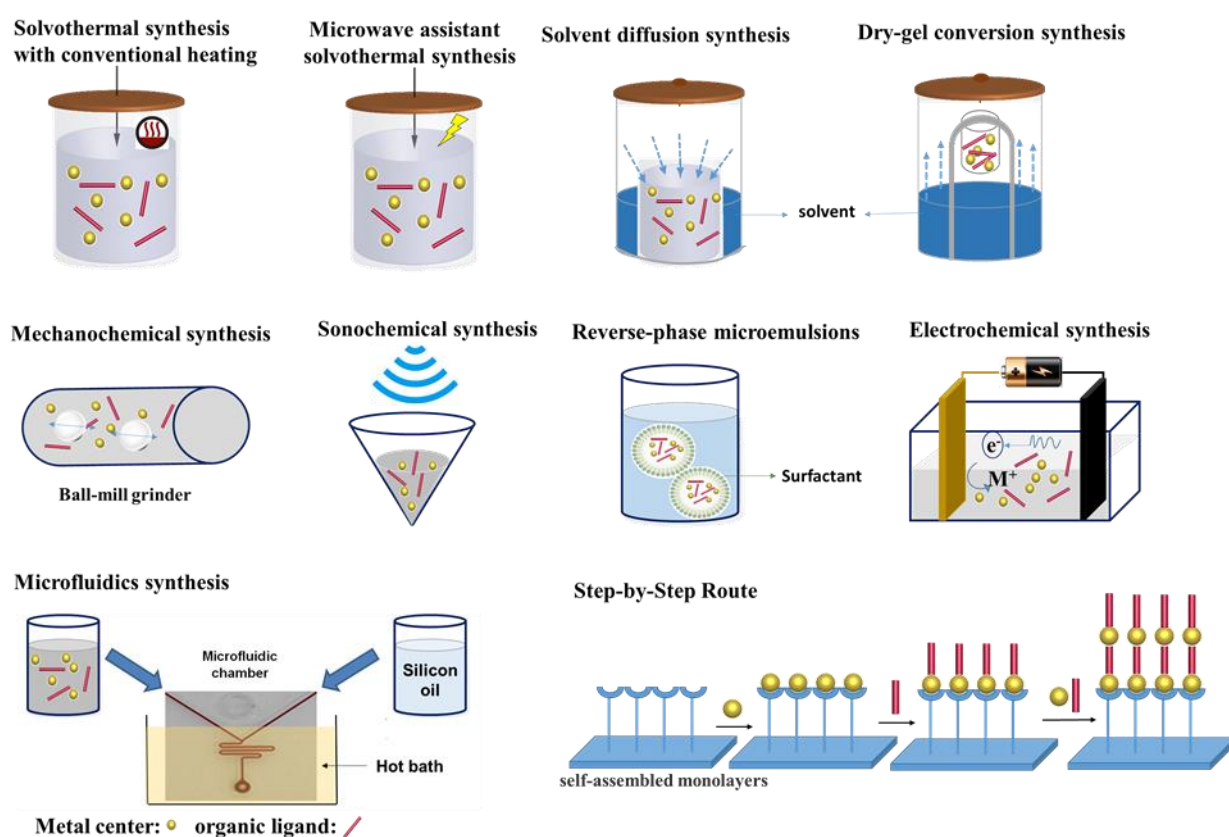 Solvothermal synthesis
with conventional heating
Microwave assistant
solvothermal synthesis
Solvent diffusion synthesis
Dry-gel conversion synthesis
solvent
Mechanochemical synthesis
Sonochemical synthesis
Reverse-phase microemulsions
Electrochemical synthesis
+
e-
M+
Surfactant
Ball-mill grinder
Microfluidics synthesis
Step-by-Step Route
Microfluidic
chamber
Silicon
oil
Hot bath
self-assembled monolayers
Metal center: organic ligand: